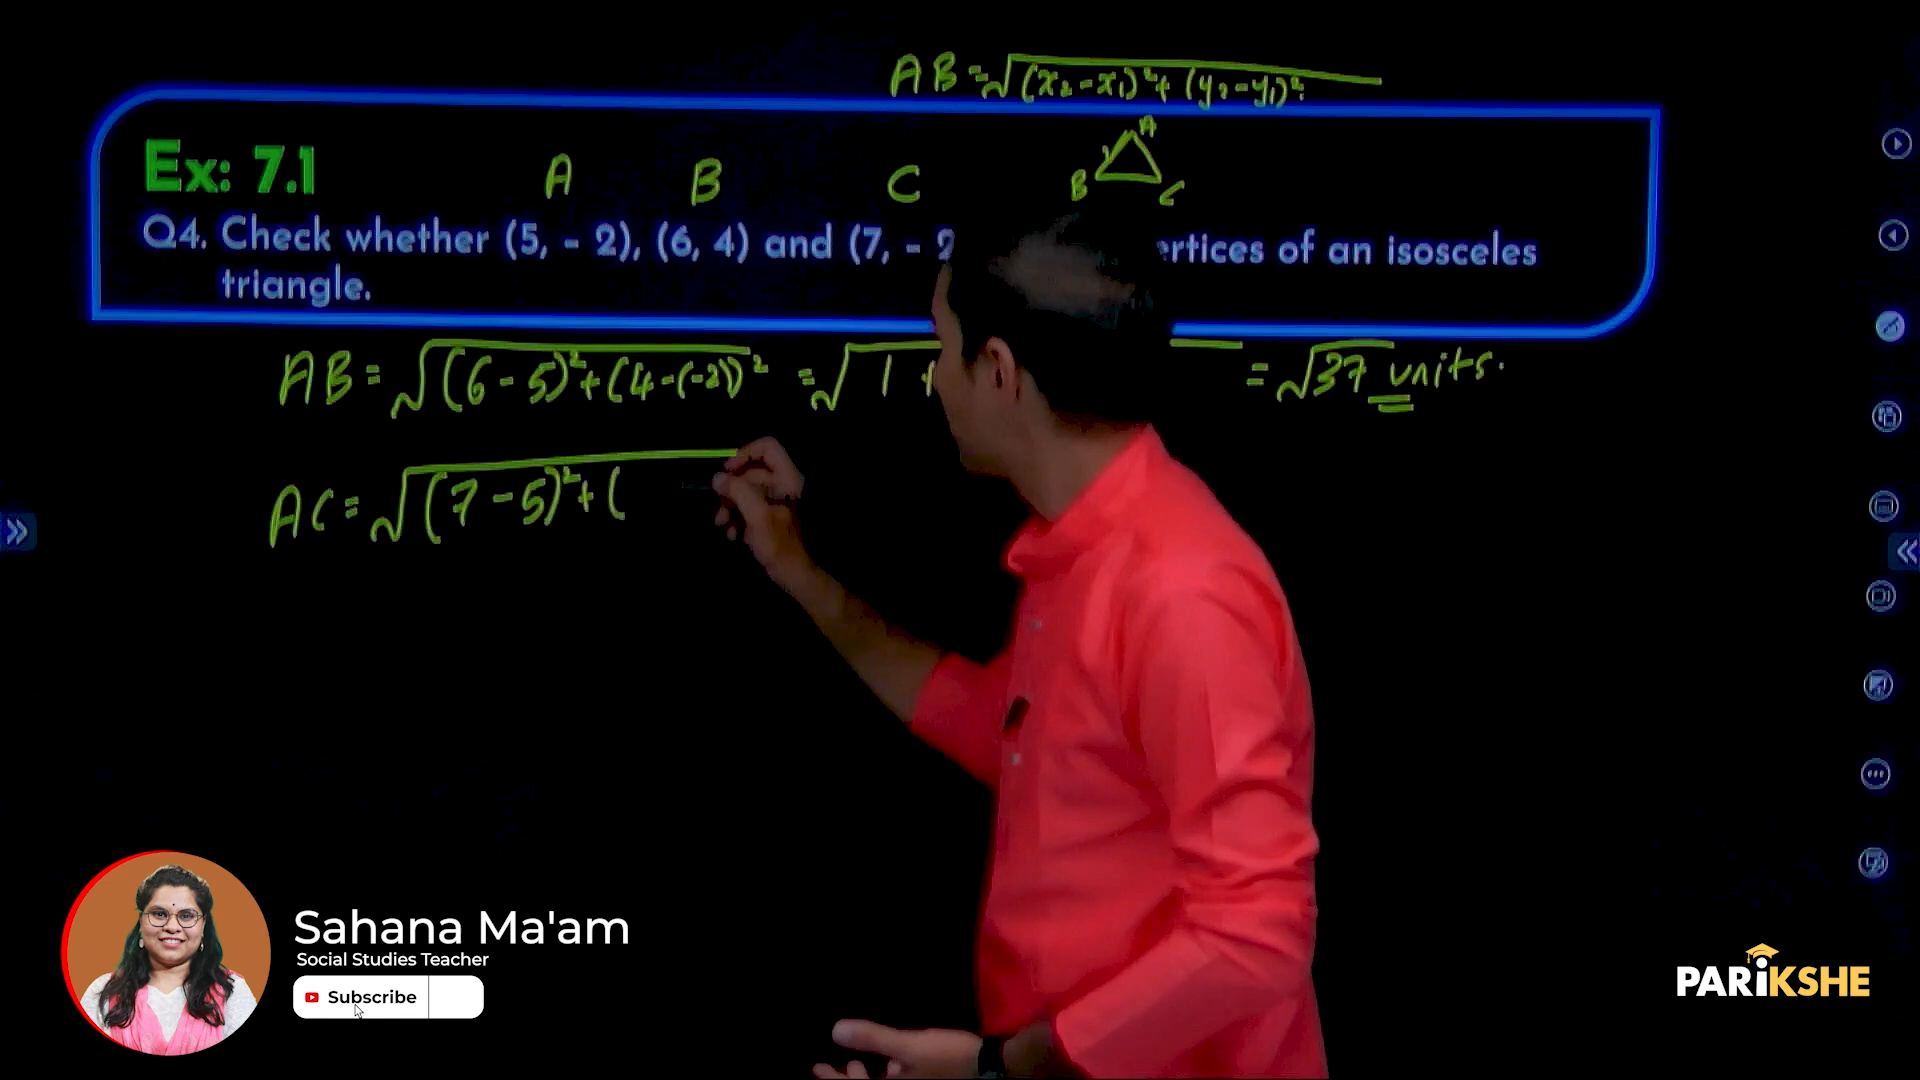 AB = √(x₂-x₁)² + (y₂-y₁)²
Ex: 7.1 A B C
A
B C
Q4. Check whether (5, - 2), (6, 4) and (7, - 2 of an isosceles
triangle.
AB = √(6-5)² + (4-(-2))² = √1 + = √37 units.
AC = √(7-5)² + (
Sahana Ma'am
Social Studies Teacher
Subscribe
PARiKSHE